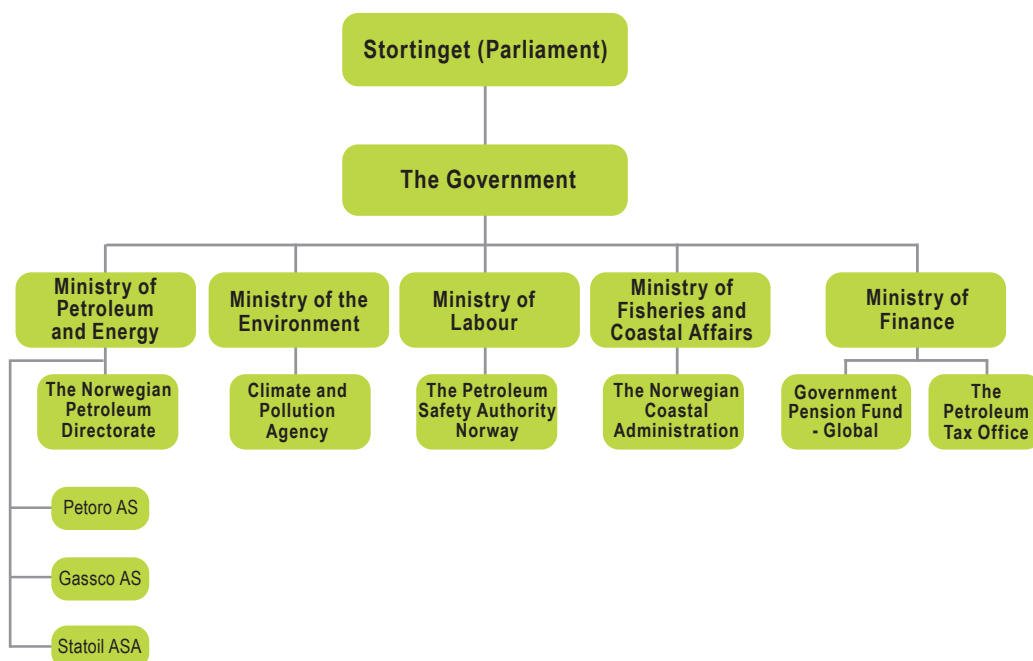 Stortinget (Parliament)
The Government
Ministry of
Petroleum
and Energy
Ministry of the
Environment
Ministry of
Labour
Ministry of
Fisheries and
Coastal Affairs
Ministry of
Finance
The Norwegian
Petroleum
Directorate
Climate and
Pollution
Agency
The Petroleum
Safety Authority
Norway
The Norwegian
Coastal
Administration
Government
Pension Fund
- Global
The
Petroleum
Tax Office
Petoro AS
Gassco AS
Statoil ASA